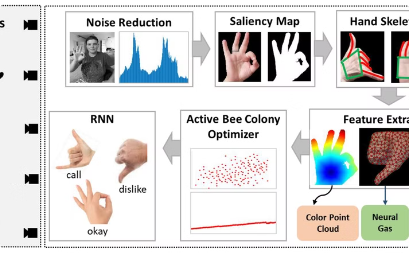 s
Noise Reduction
Saliency Map
Hand Skele
RNN
call
dislike
okay
Active Bee Colony
Optimizer
Feature Extra
Color Point
Cloud
Neural
Gas